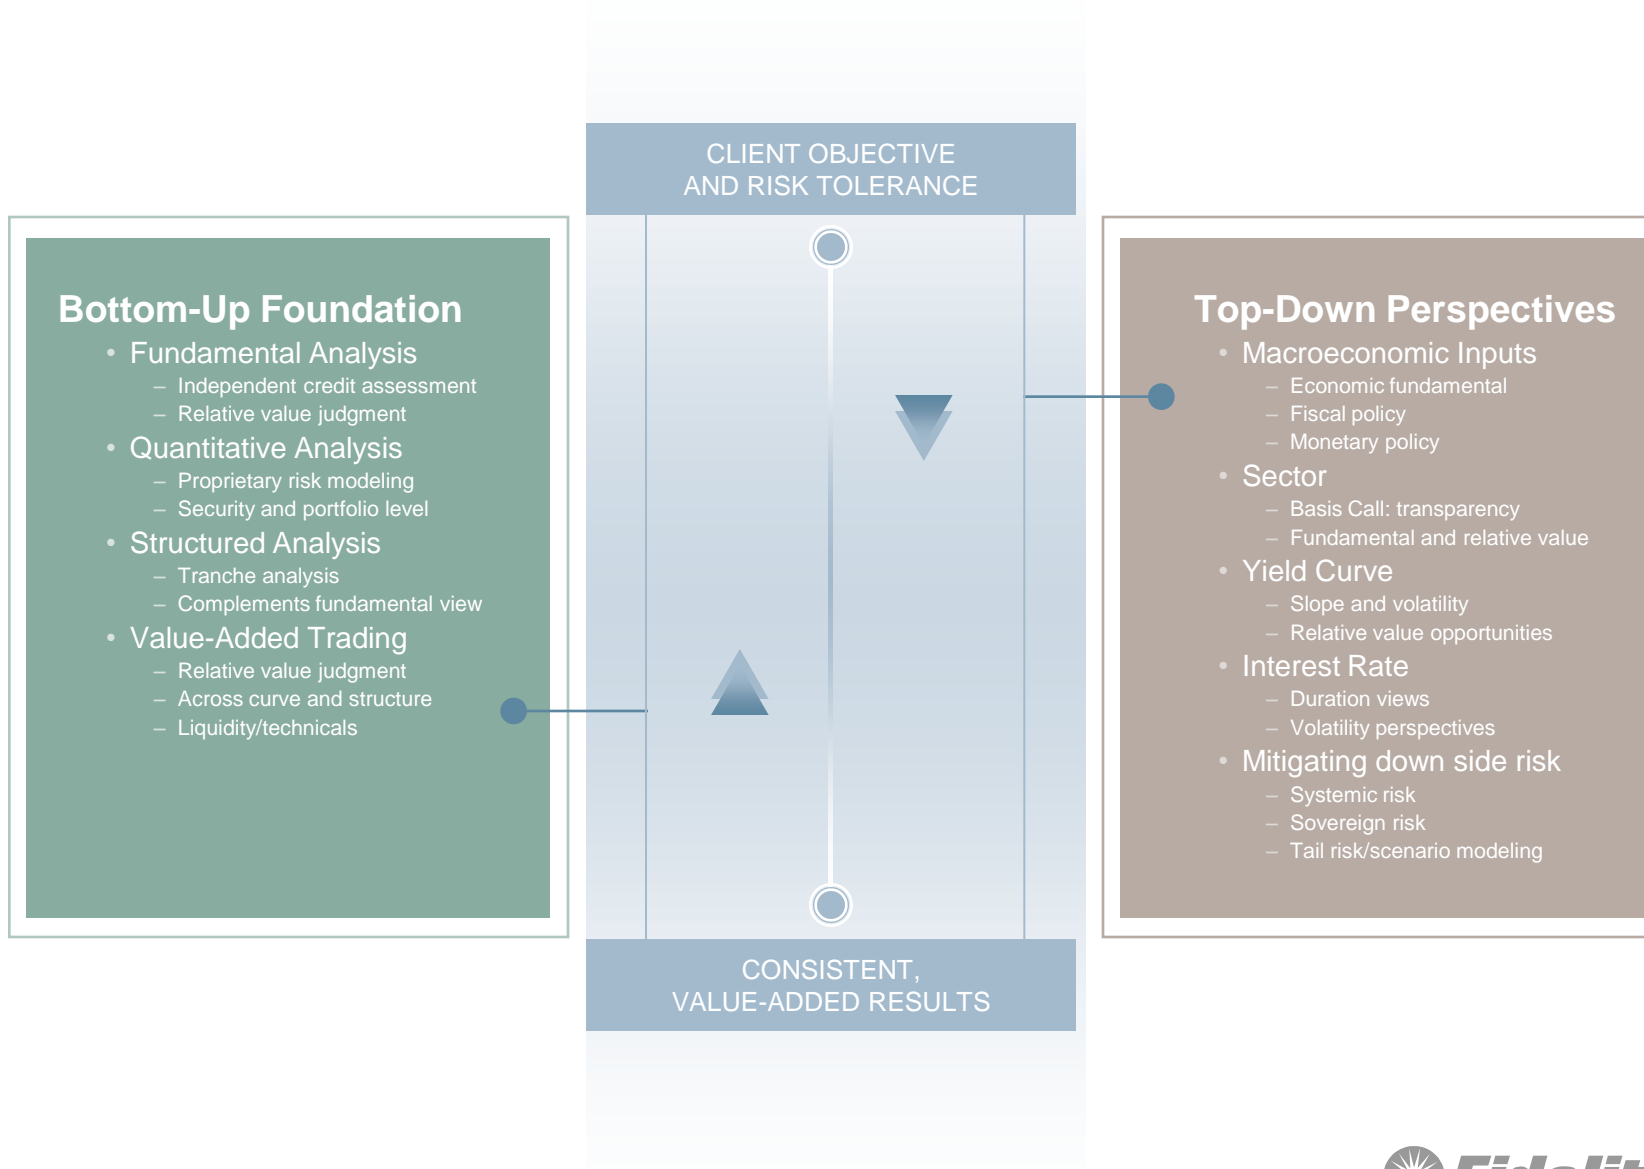 CLIENT OBJECTIVE
AND RISK TOLERANCE
Bottom-Up Foundation
• Fundamental Analysis
– Independent credit assessment
– Relative value judgment
• Quantitative Analysis
– Proprietary risk modeling
– Security and portfolio level
• Structured Analysis
– Tranche analysis
– Complements fundamental view
• Value-Added Trading
– Relative value judgment
– Across curve and structure
– Liquidity/technicals
Top-Down Perspectives
• Macroeconomic Inputs
– Economic fundamental
– Fiscal policy
– Monetary policy
• Sector
– Basis Call: transparency
– Fundamental and relative value
• Yield Curve
– Slope and volatility
– Relative value opportunities
• Interest Rate
– Duration views
– Volatility perspectives
• Mitigating down side risk
– Systemic risk
– Sovereign risk
– Tail risk/scenario modeling
CONSISTENT,
VALUE-ADDED RESULTS